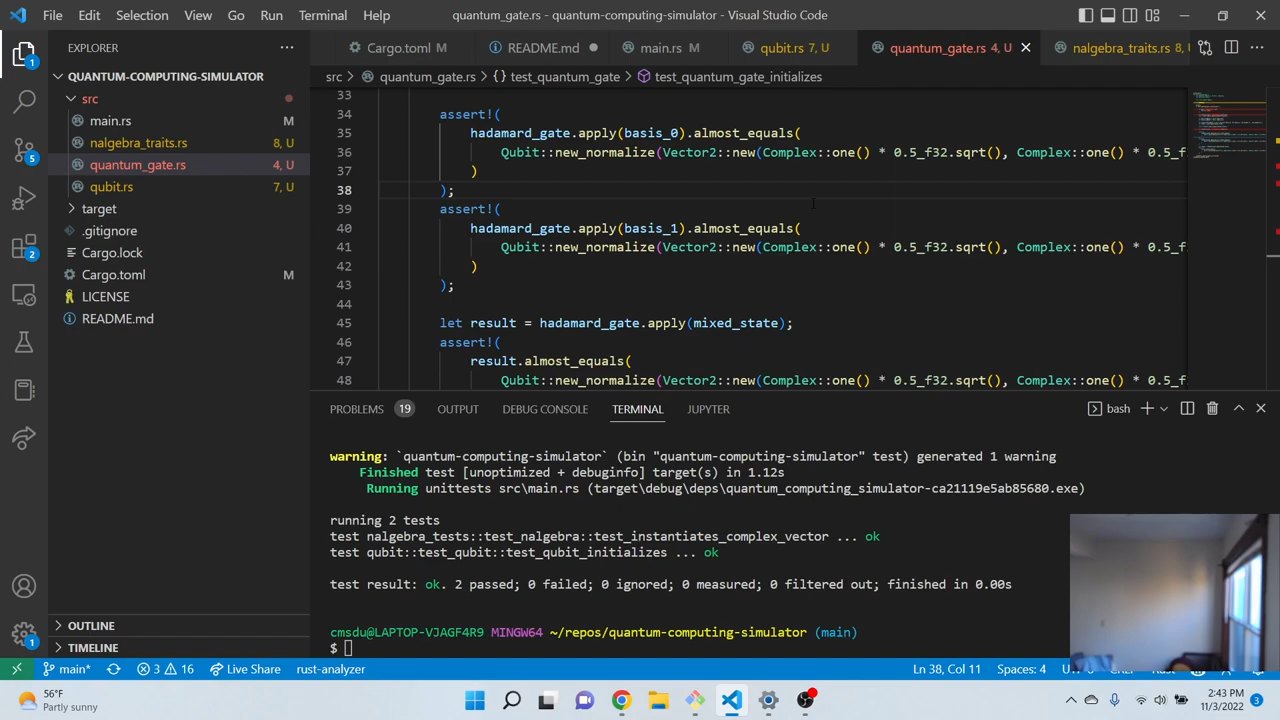 File Edit Selection View Go Run Terminal Help quantum_gate.rs - quantum-computing-simulator - Visual Studio Code
EXPLORER
Cargo.toml M README.md main.rs M qubit.rs 7, U quantum_gate.rs 4, U nalgebra_traits.rs 8,
QUANTUM-COMPUTING-SIMULATOR
src > quantum_gate.rs > {} test_quantum_gate > test_quantum_gate_initializes
src
main.rs M
nalgebra_traits.rs 8, U
quantum_gate.rs 4, U
qubit.rs 7, U
target
.gitignore
Cargo.lock
Cargo.toml M
LICENSE
README.md
33
34 assert!(
35 hadamard_gate.apply(basis_0).almost_equals(
36 Qubit::new_normalize(Vector2::new(Complex::one() * 0.5_f32.sqrt(), Complex::one() * 0.5_f
37 )
38 );
39 assert!(
40 hadamard_gate.apply(basis_1).almost_equals(
41 Qubit::new_normalize(Vector2::new(Complex::one() * 0.5_f32.sqrt(), Complex::one() * 0.5_f
42 )
43 );
44
45 let result = hadamard_gate.apply(mixed_state);
46 assert!(
47 result.almost_equals(
48 Qubit::new_normalize(Vector2::new(Complex::one() * 0.5_f32.sqrt(), Complex::one() * 0.5_f
PROBLEMS 19 OUTPUT DEBUG CONSOLE TERMINAL JUPYTER bash
warning: `quantum-computing-simulator` (bin "quantum-computing-simulator" test) generated 1 warning
Finished test [unoptimized + debuginfo] target(s) in 1.12s
Running unittests src\main.rs (target\debug\deps\quantum_computing_simulator-ca21119e5ab85680.exe)
running 2 tests
test nalgebra_tests::test_nalgebra::test_instantiates_complex_vector ... ok
test qubit::test_qubit::test_qubit_initializes ... ok
test result: ok. 2 passed; 0 failed; 0 ignored; 0 measured; 0 filtered out; finished in 0.00s
cmsdu@LAPTOP-VJAGF4R9 MINGW64 ~/repos/quantum-computing-simulator (main)
$
OUTLINE
TIMELINE
main* 3 16 Live Share rust-analyzer Ln 38, Col 11 Spaces: 4
56°F
Partly sunny
2:43 PM
11/3/2022